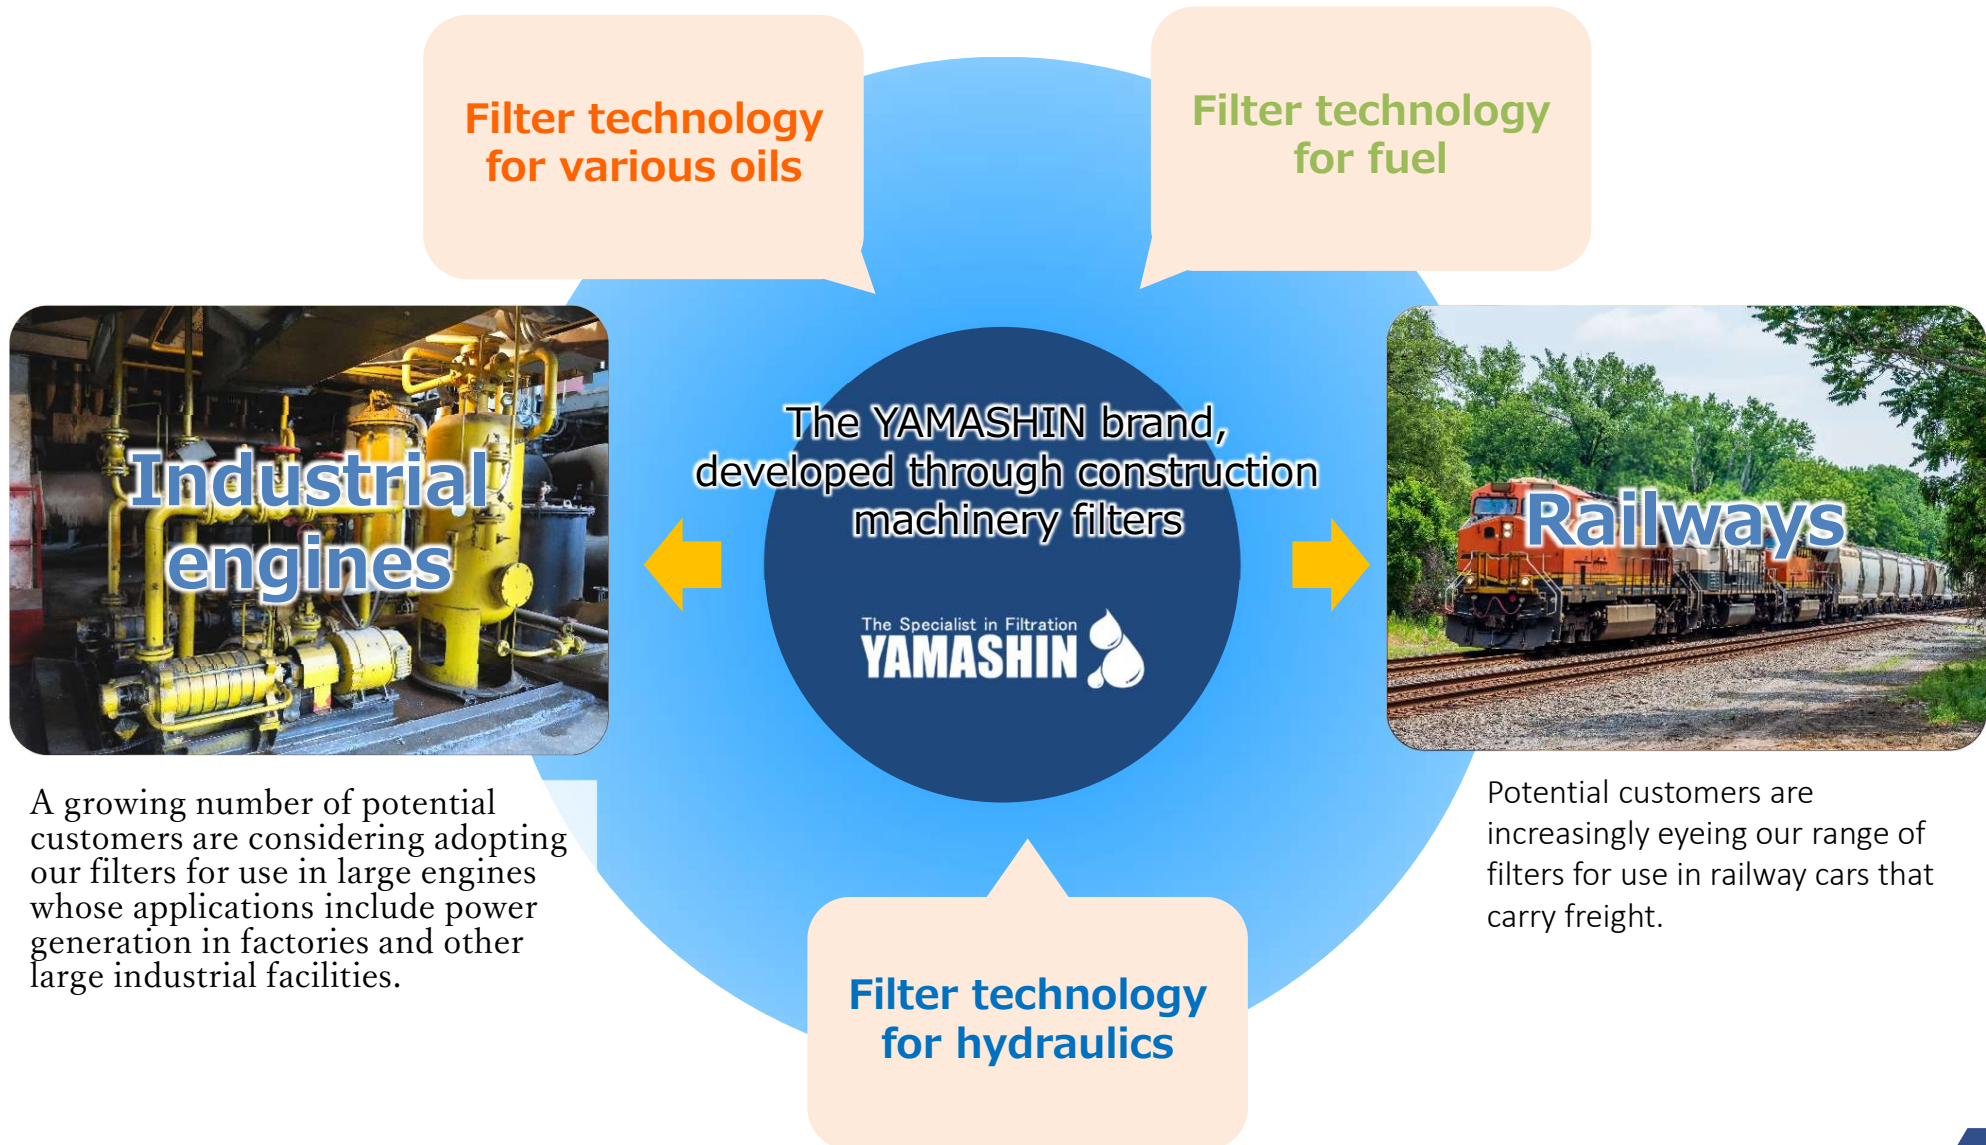 Filter technology
for various oils
Filter technology
for fuel
Industrial
engines
The YAMASHIN brand,
developed through construction
machinery filters
The Specialist in Filtration
YAMASHIN
Railways
A growing number of potential
customers are considering adopting
our filters for use in large engines
whose applications include power
generation in factories and other
large industrial facilities.
Potential customers are
increasingly eyeing our range of
filters for use in railway cars that
carry freight.
Filter technology
for hydraulics